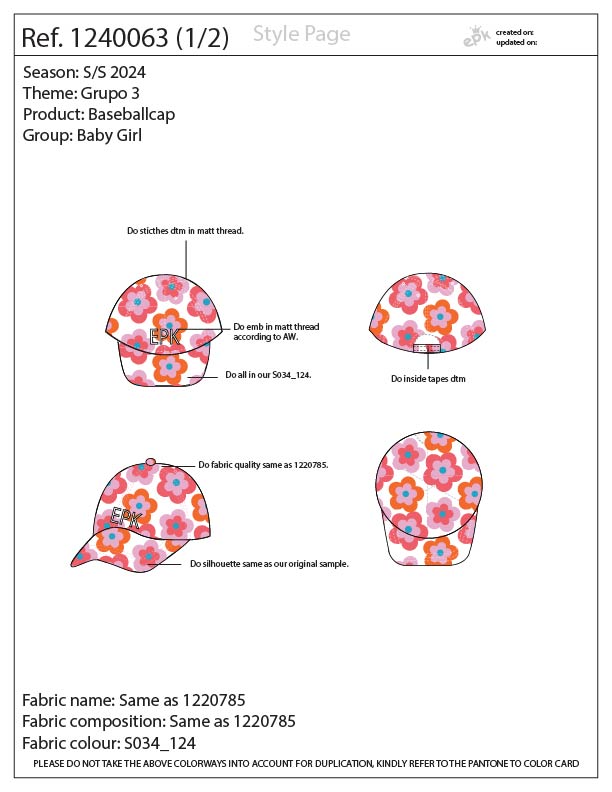 Ref. 1240063 (1/2)
Style Page
epk
created on:
updated on:
Season: S/S 2024
Theme: Grupo 3
Product: Baseballcap
Group: Baby Girl
Do sticthes dtm in matt thread.
EPK
Do emb in matt thread
according to AW.
Do all in our S034_124.
Do inside tapes dtm
Do fabric quality same as 1220785.
EPK
Do silhouette same as our original sample.
Fabric name: Same as 1220785
Fabric composition: Same as 1220785
Fabric colour: S034_124
PLEASE DO NOT TAKE THE ABOVE COLORWAYS INTO ACCOUNT FOR DUPLICATION, KINDLY REFER TO THE PANTONE TO COLOR CARD